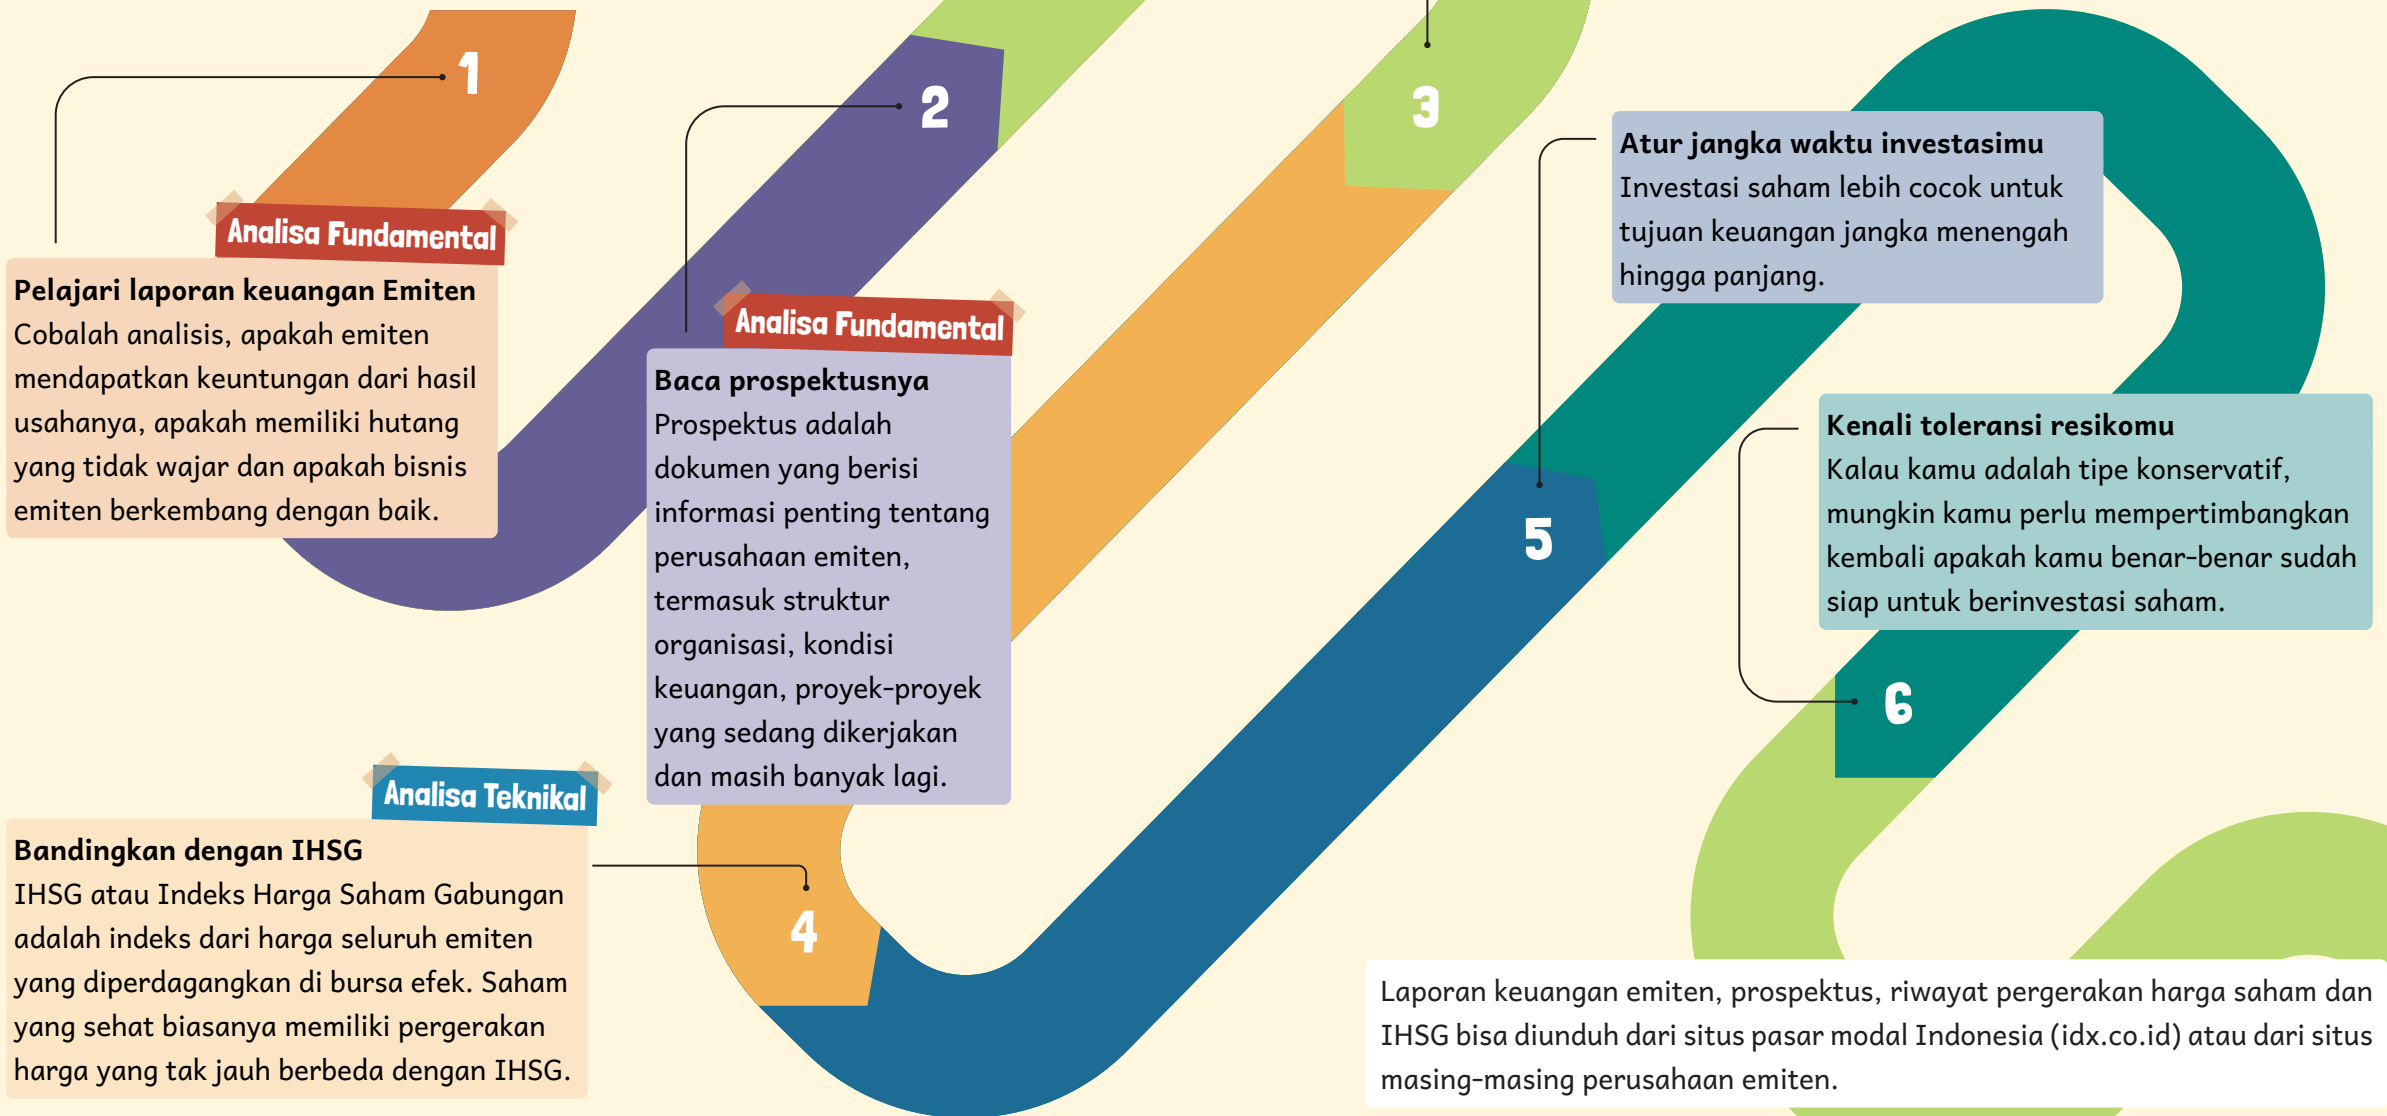 1
Analisa Fundamental
Pelajari laporan keuangan Emiten
Cobalah analisis, apakah emiten
mendapatkan keuntungan dari hasil
usahanya, apakah memiliki hutang
yang tidak wajar dan apakah bisnis
emiten berkembang dengan baik.
2
Analisa Fundamental
Baca prospektusnya
Prospektus adalah
dokumen yang berisi
informasi penting tentang
perusahaan emiten,
termasuk struktur
organisasi, kondisi
keuangan, proyek-proyek
yang sedang dikerjakan
dan masih banyak lagi.
3
Analisa Teknikal
Bandingkan dengan IHSG
IHSG atau Indeks Harga Saham Gabungan
adalah indeks dari harga seluruh emiten
yang diperdagangkan di bursa efek. Saham
yang sehat biasanya memiliki pergerakan
harga yang tak jauh berbeda dengan IHSG.
4
Atur jangka waktu investasimu
Investasi saham lebih cocok untuk
tujuan keuangan jangka menengah
hingga panjang.
5
Kenali toleransi resikomu
Kalau kamu adalah tipe konservatif,
mungkin kamu perlu mempertimbangkan
kembali apakah kamu benar-benar sudah
siap untuk berinvestasi saham.
6
Laporan keuangan emiten, prospektus, riwayat pergerakan harga saham dan
IHSG bisa diunduh dari situs pasar modal Indonesia (idx.co.id) atau dari situs
masing-masing perusahaan emiten.